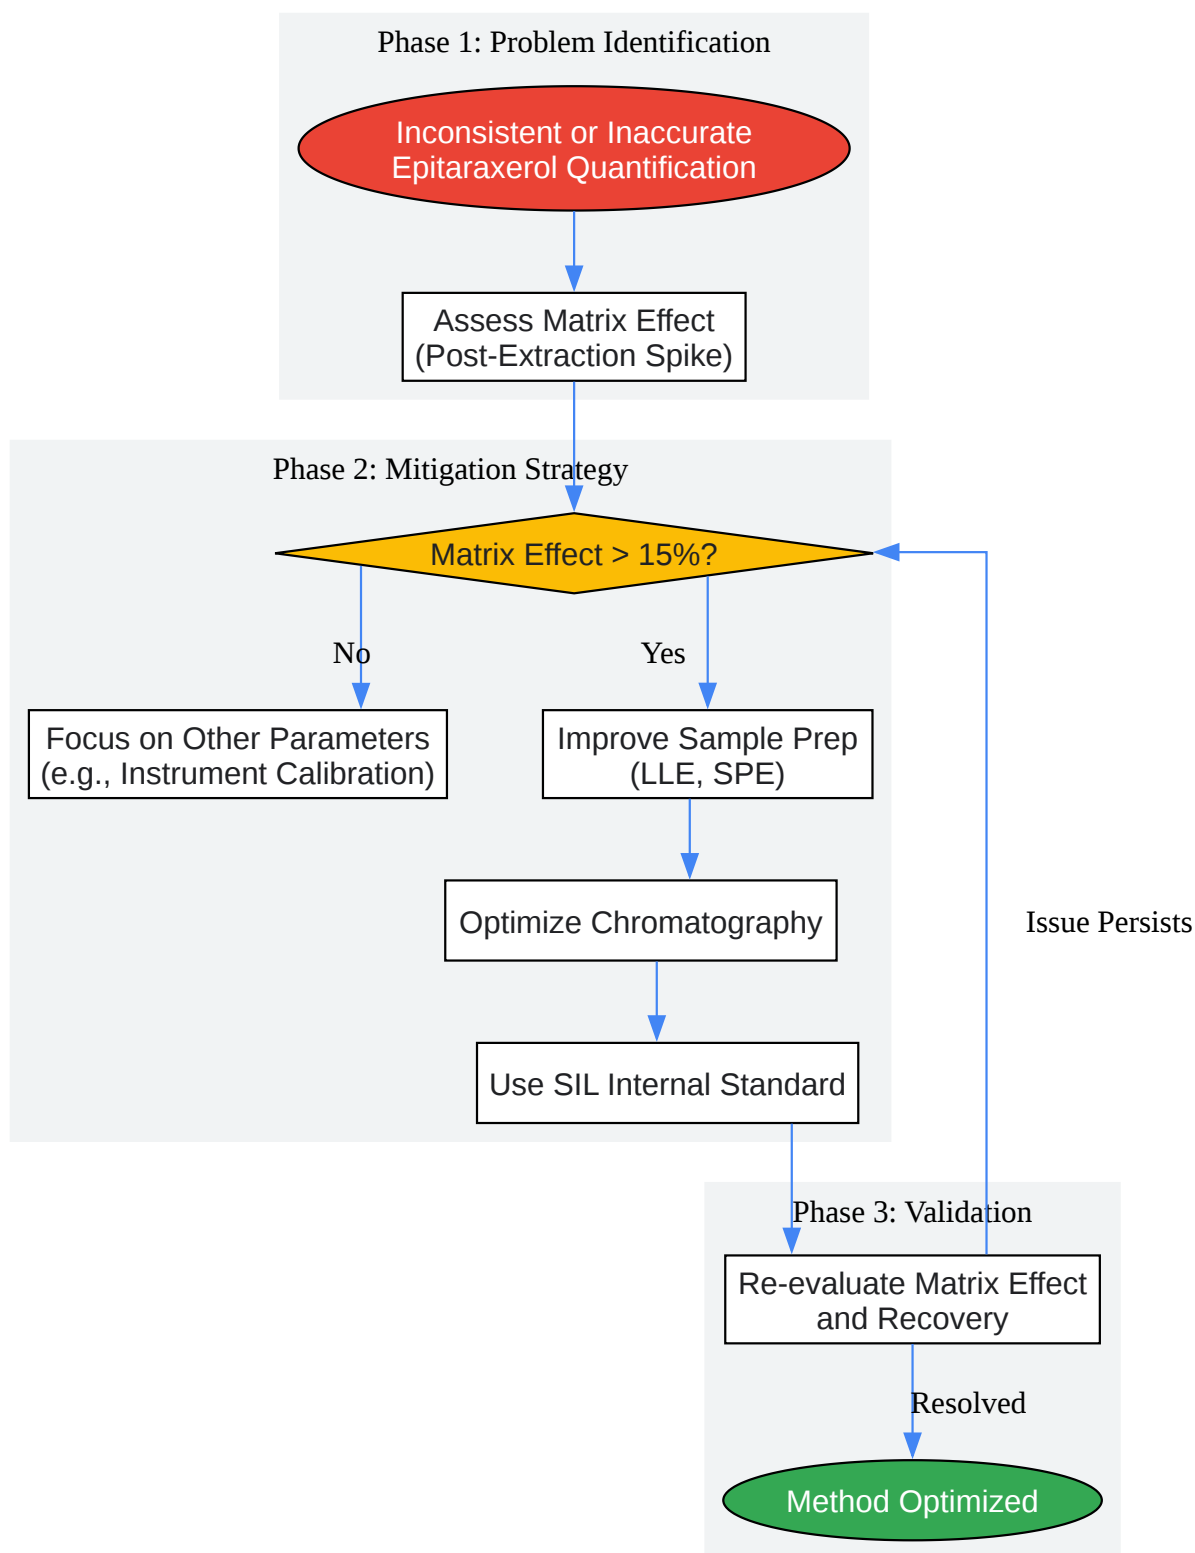 Phase 1: Problem Identification
Inconsistent or Inaccurate
Epitaraxerol Quantification
Assess Matrix Effect
(Post-Extraction Spike)
Phase 2: Mitigation Strategy
Matrix Effect > 15%?
No
Yes
Focus on Other Parameters
(e.g., Instrument Calibration)
Improve Sample Prep
(LLE, SPE)
Optimize Chromatography
Issue Persists
Use SIL Internal Standard
Phase 3: Validation
Re-evaluate Matrix Effect
and Recovery
Resolved
Method Optimized